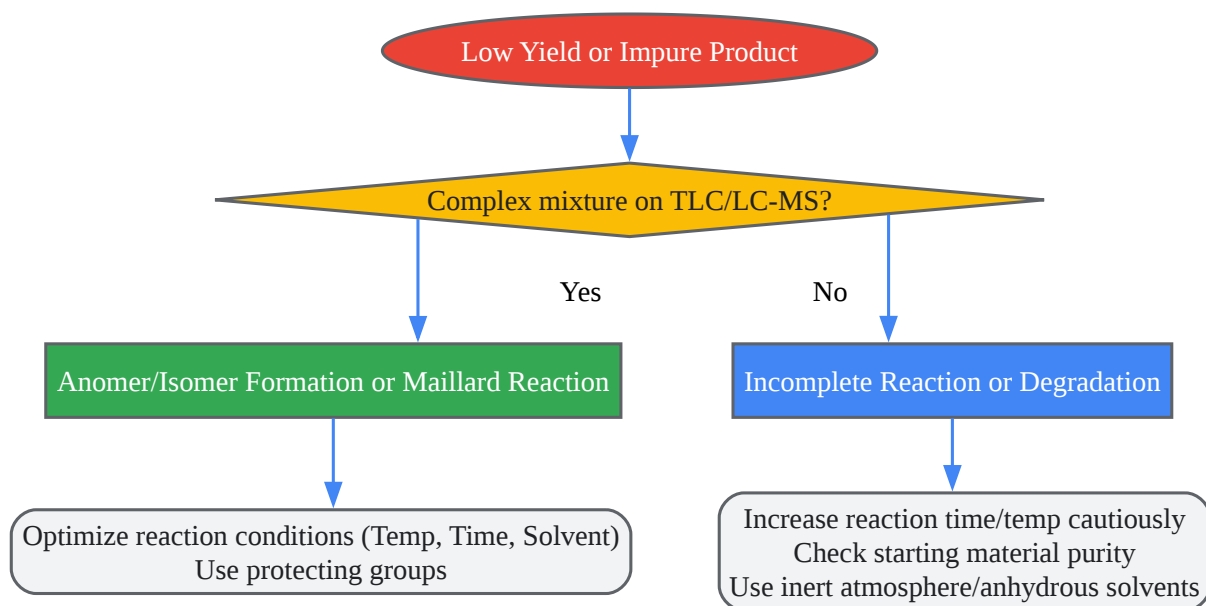 Low Yield or Impure Product
Complex mixture on TLC/LC-MS?
Yes
No
Anomer/Isomer Formation or Maillard Reaction
Incomplete Reaction or Degradation
Optimize reaction conditions (Temp, Time, Solvent)
Use protecting groups
Increase reaction time/temp cautiously
Check starting material purity
Use inert atmosphere/anhydrous solvents